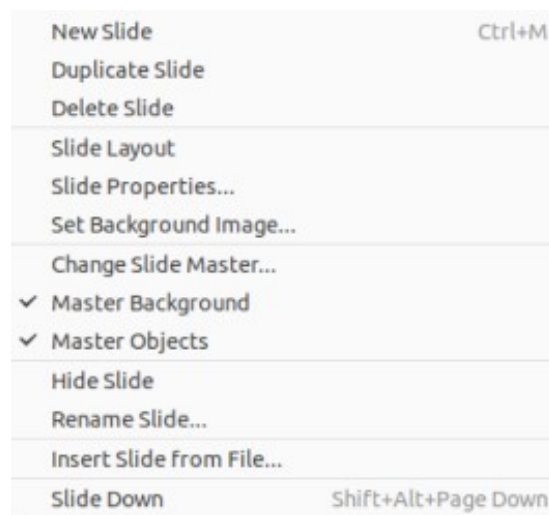 New Slide Ctrl+M
Duplicate Slide
Delete Slide
Slide Layout
Slide Properties...
Set Background Image...
Change Slide Master...
Master Background
Master Objects
Hide Slide
Rename Slide...
Insert Slide from File...
Slide Down Shift+Alt+Page Down